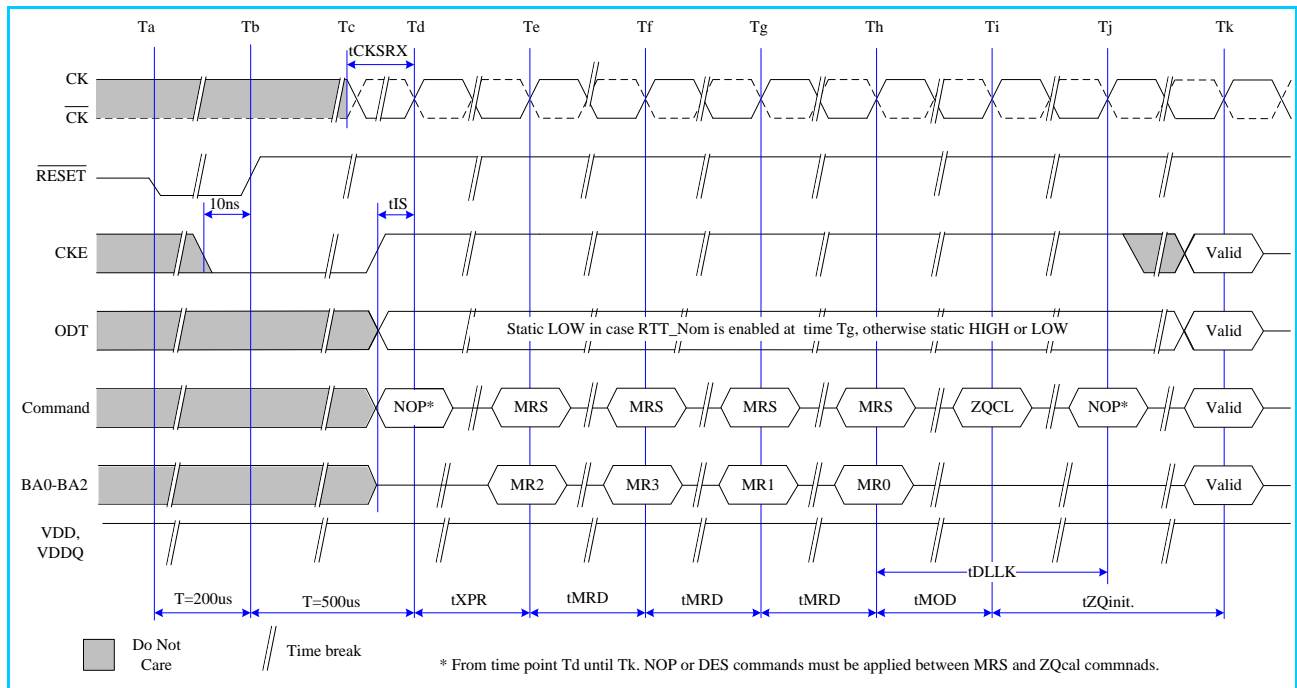 Ta Tb Tc Td Te Tf Tg Th Ti Tj Tk
tCKSRX
CK
CK
RESET
10ns
tIS
CKE
Valid
ODT
Static LOW in case RTT_Nom is enabled at time Tg, otherwise static HIGH or LOW
Valid
Command
NOP* MRS MRS MRS MRS ZQCL NOP* Valid
BA0-BA2
MR2 MR3 MR1 MR0 Valid
VDD,
VDDQ
tDLLK
T=200us T=500us tXPR tMRD tMRD tMRD tMOD tZQinit.
Do Not
Care
Time break
* From time point Td until Tk. NOP or DES commands must be applied between MRS and ZQcal commnads.